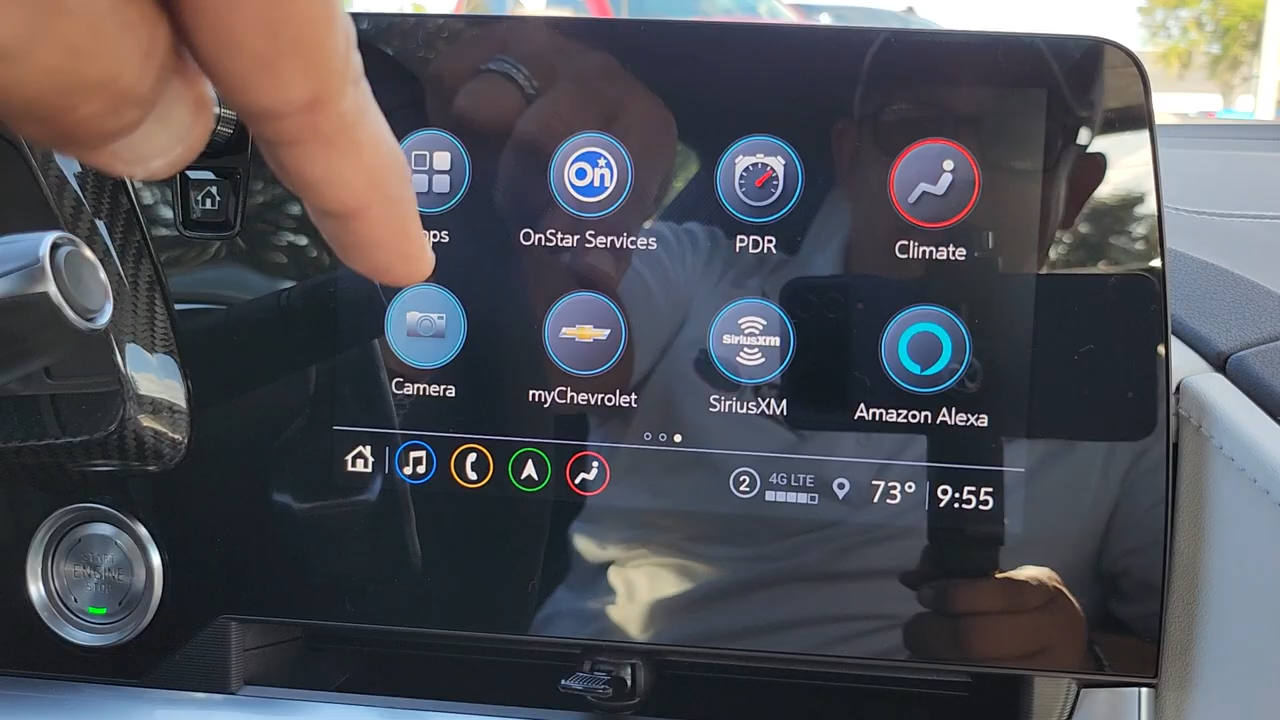 On
OnStar Services
PDR
Climate
SiriusXM
Camera
myChevrolet
SiriusXM
Amazon Alexa
2
4G LTE
73°
9:55
START
ENGINE
STOP